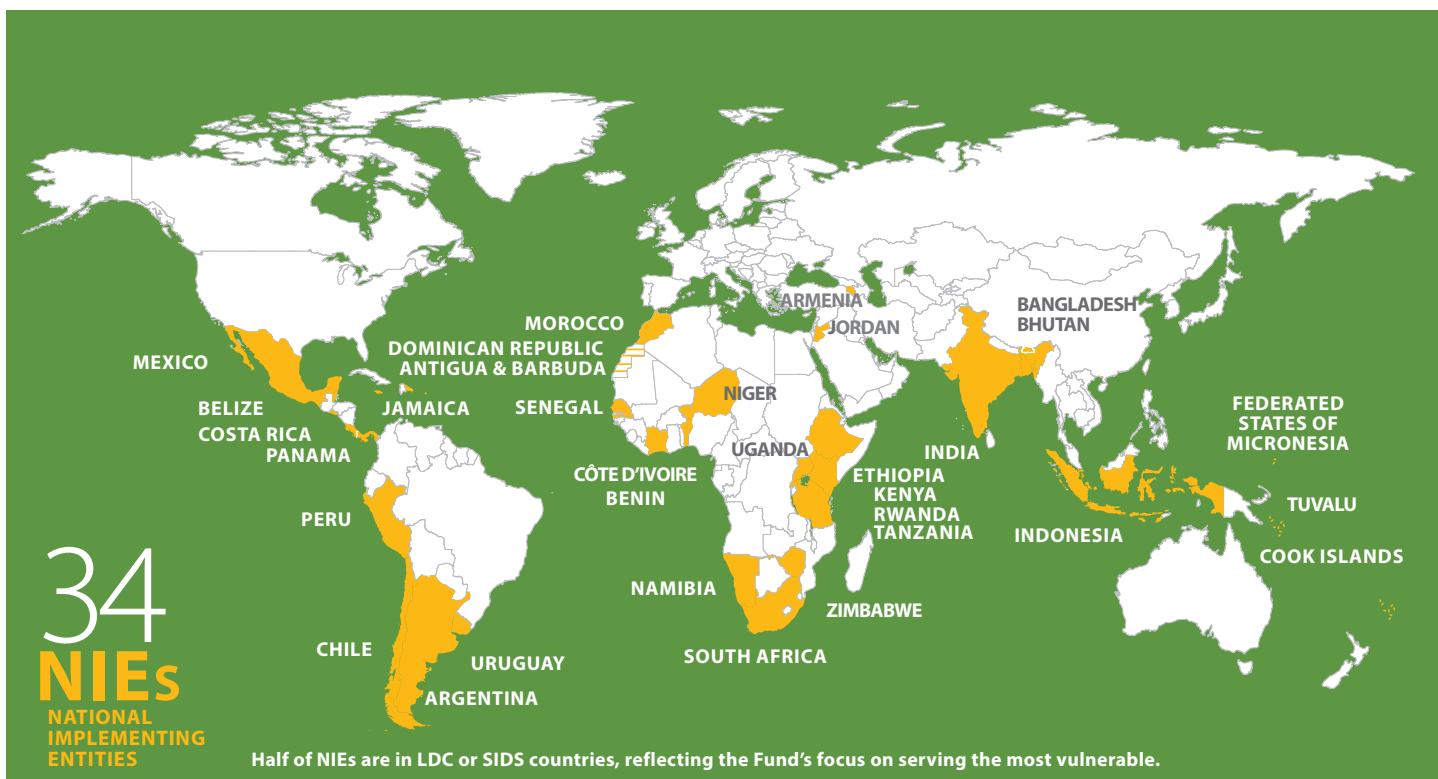 ARMENIA
BANGLADESH
BHUTAN
JORDAN
MOROCCO
DOMINICAN REPUBLIC
ANTIGUA & BARBUDA
MEXICO
NIGER
BELIZE
JAMAICA
SENEGAL
FEDERATED
STATES OF
MICRONESIA
COSTA RICA
PANAMA
UGANDA
INDIA
CÔTE D'IVOIRE
BENIN
ETHIOPIA
KENYA
RWANDA
TANZANIA
TUVALU
PERU
INDONESIA
COOK ISLANDS
NAMIBIA
ZIMBABWE
CHILE
URUGUAY
SOUTH AFRICA
ARGENTINA
34
NIEs
NATIONAL
IMPLEMENTING
ENTITIES
Half of NIEs are in LDC or SIDS countries, reflecting the Fund's focus on serving the most vulnerable.